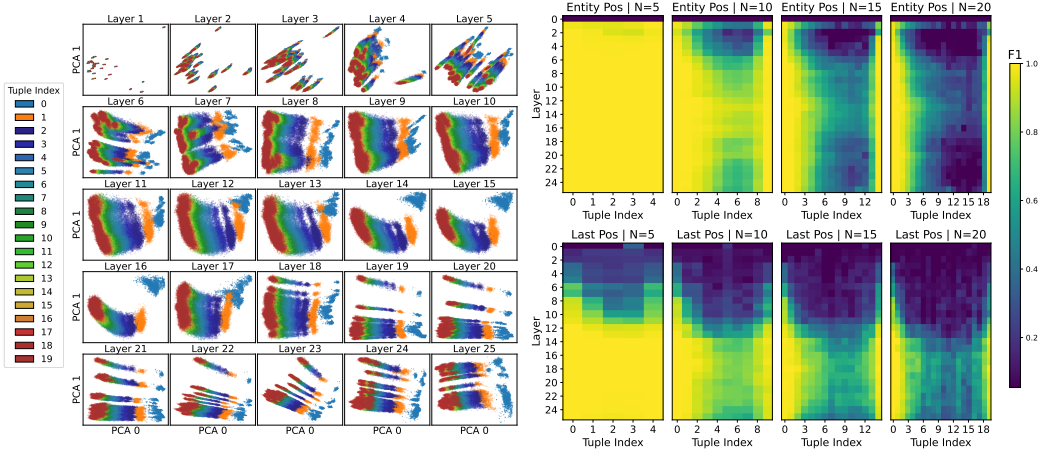 Layer 1
Layer 2
Layer 3
Layer 4
Layer 5
PCA 1
Tuple Index
0
1
2
3
4
5
6
7
8
9
10
11
12
13
14
15
16
17
18
19
Layer 6
Layer 7
Layer 8
Layer 9
Layer 10
PCA 1
Layer 11
Layer 12
Layer 13
Layer 14
Layer 15
PCA 1
Layer 16
Layer 17
Layer 18
Layer 19
Layer 20
PCA 1
Layer 21
Layer 22
Layer 23
Layer 24
Layer 25
PCA 1
PCA 0
PCA 0
PCA 0
PCA 0
PCA 0
Entity Pos | N=5
Entity Pos | N=10
Entity Pos | N=15
Entity Pos | N=20
Layer
0
2
4
6
8
10
12
14
16
18
20
22
24
0 1 2 3 4
0 2 4 6 8
0 3 6 9 12
0 3 6 9 12 15 18
Tuple Index
Tuple Index
Tuple Index
Tuple Index
Last Pos | N=5
Last Pos | N=10
Last Pos | N=15
Last Pos | N=20
Layer
0
2
4
6
8
10
12
14
16
18
20
22
24
0 1 2 3 4
0 2 4 6 8
0 3 6 9 12
0 3 6 9 12 15 18
Tuple Index
Tuple Index
Tuple Index
Tuple Index
F1
1.0
0.8
0.6
0.4
0.2